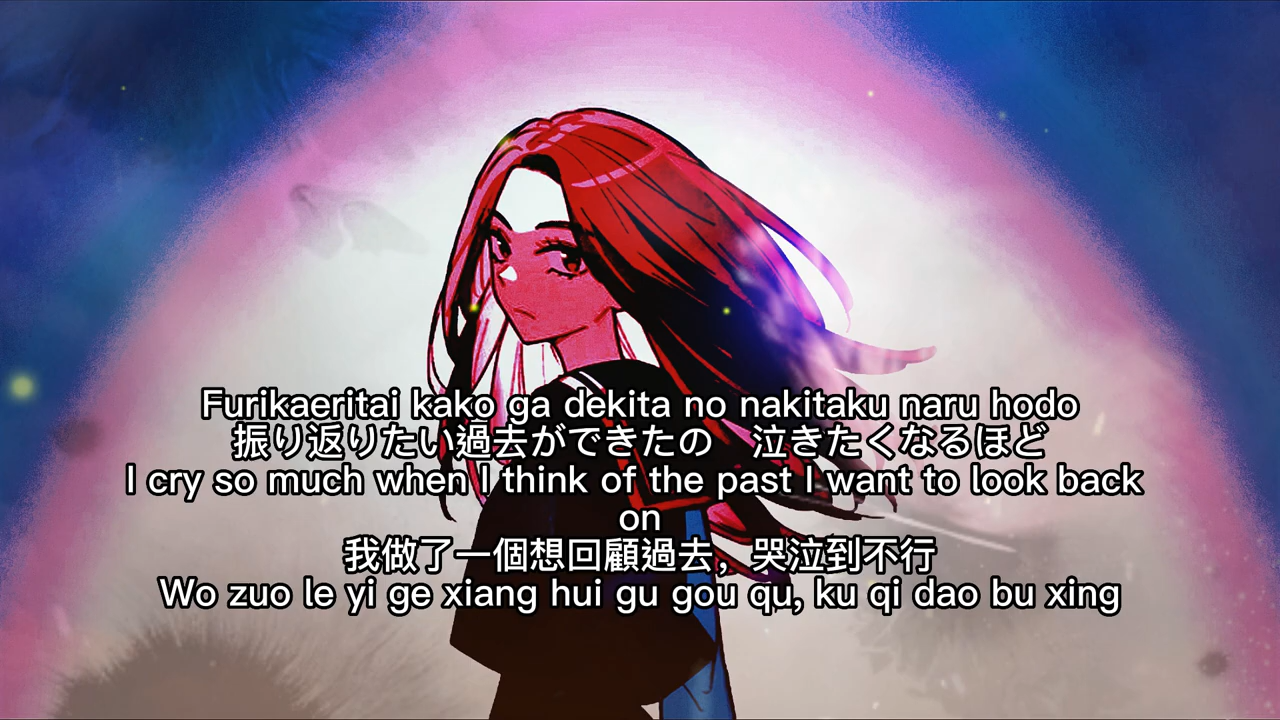 Furikaeritai kako ga dekita no nakitaku naru hodo
振り返りたい過去ができたの　泣きたくなるほど
I cry so much when I think of the past I want to look back
on
我做了一個想回顧過去，哭泣到不行
Wo zuo le yi ge xiang hui gu gou qu, ku qi dao bu xing